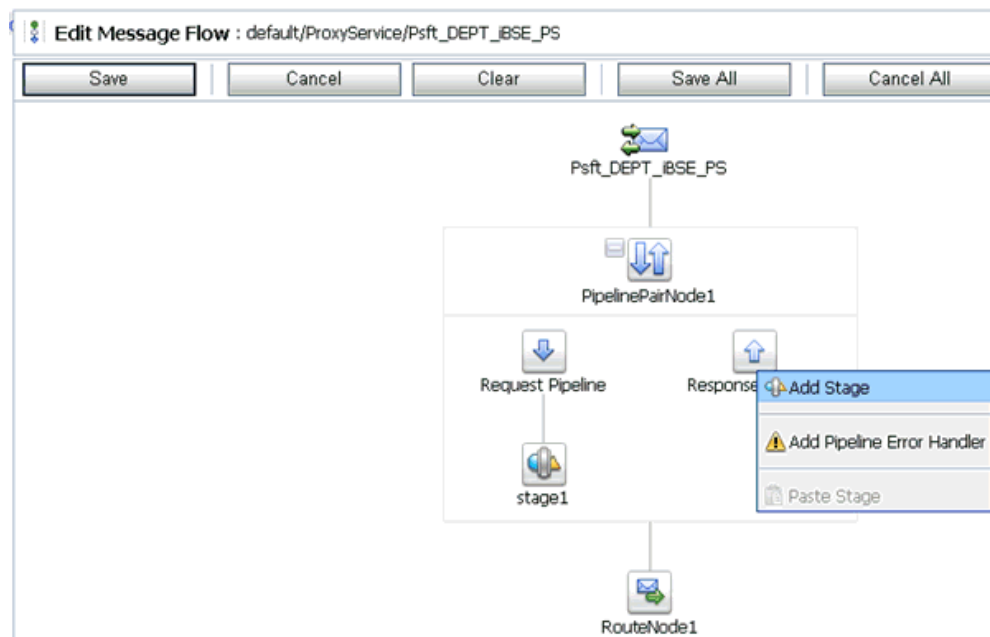 Edit Message Flow : default/ProxyService/Psft_DEPT_iBSE_PS
Save Cancel Clear Save All Cancel All
Psft_DEPT_iBSE_PS
PipelinePairNode1
Request Pipeline Response
Add Stage
Add Pipeline Error Handler
stage1
Paste Stage
RouteNode1